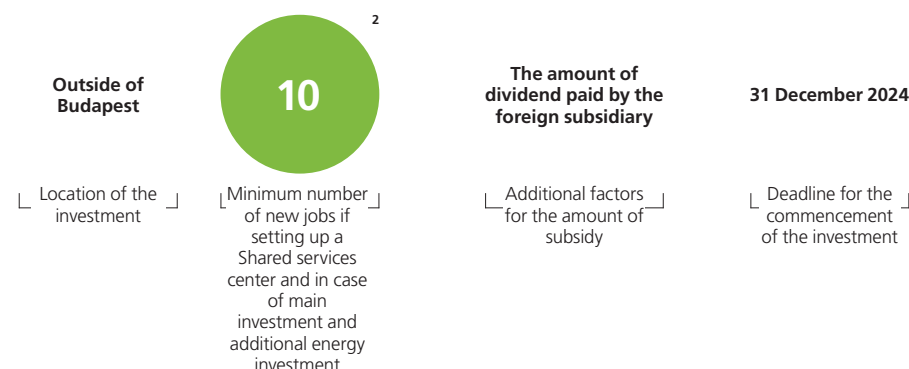 Outside of
Budapest
Location of the
investment
2
10
Minimum number
of new jobs if
setting up a
Shared services
center and in case
of main
investment and
additional energy
investment
The amount of
dividend paid by the
foreign subsidiary
Additional factors
for the amount of
subsidy
31 December 2024
Deadline for the
commencement
of the investment